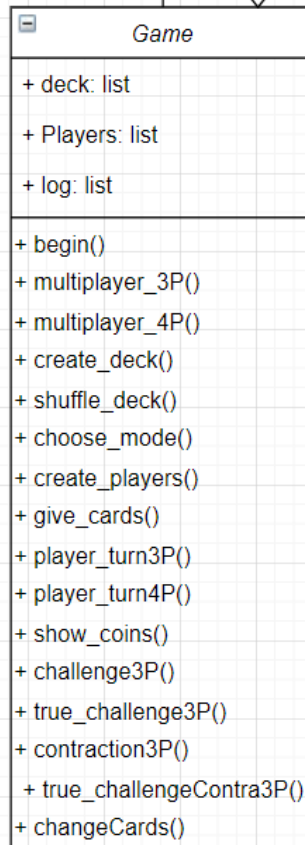 Game
+ deck: list
+ Players: list
+ log: list
+ begin()
+ multiplayer_3P()
+ multiplayer_4P()
+ create_deck()
+ shuffle_deck()
+ choose_mode()
+ create_players()
+ give_cards()
+ player_turn3P()
+ player_turn4P()
+ show_coins()
+ challenge3P()
+ true_challenge3P()
+ contraction3P()
+ true_challengeContra3P()
+ changeCards()